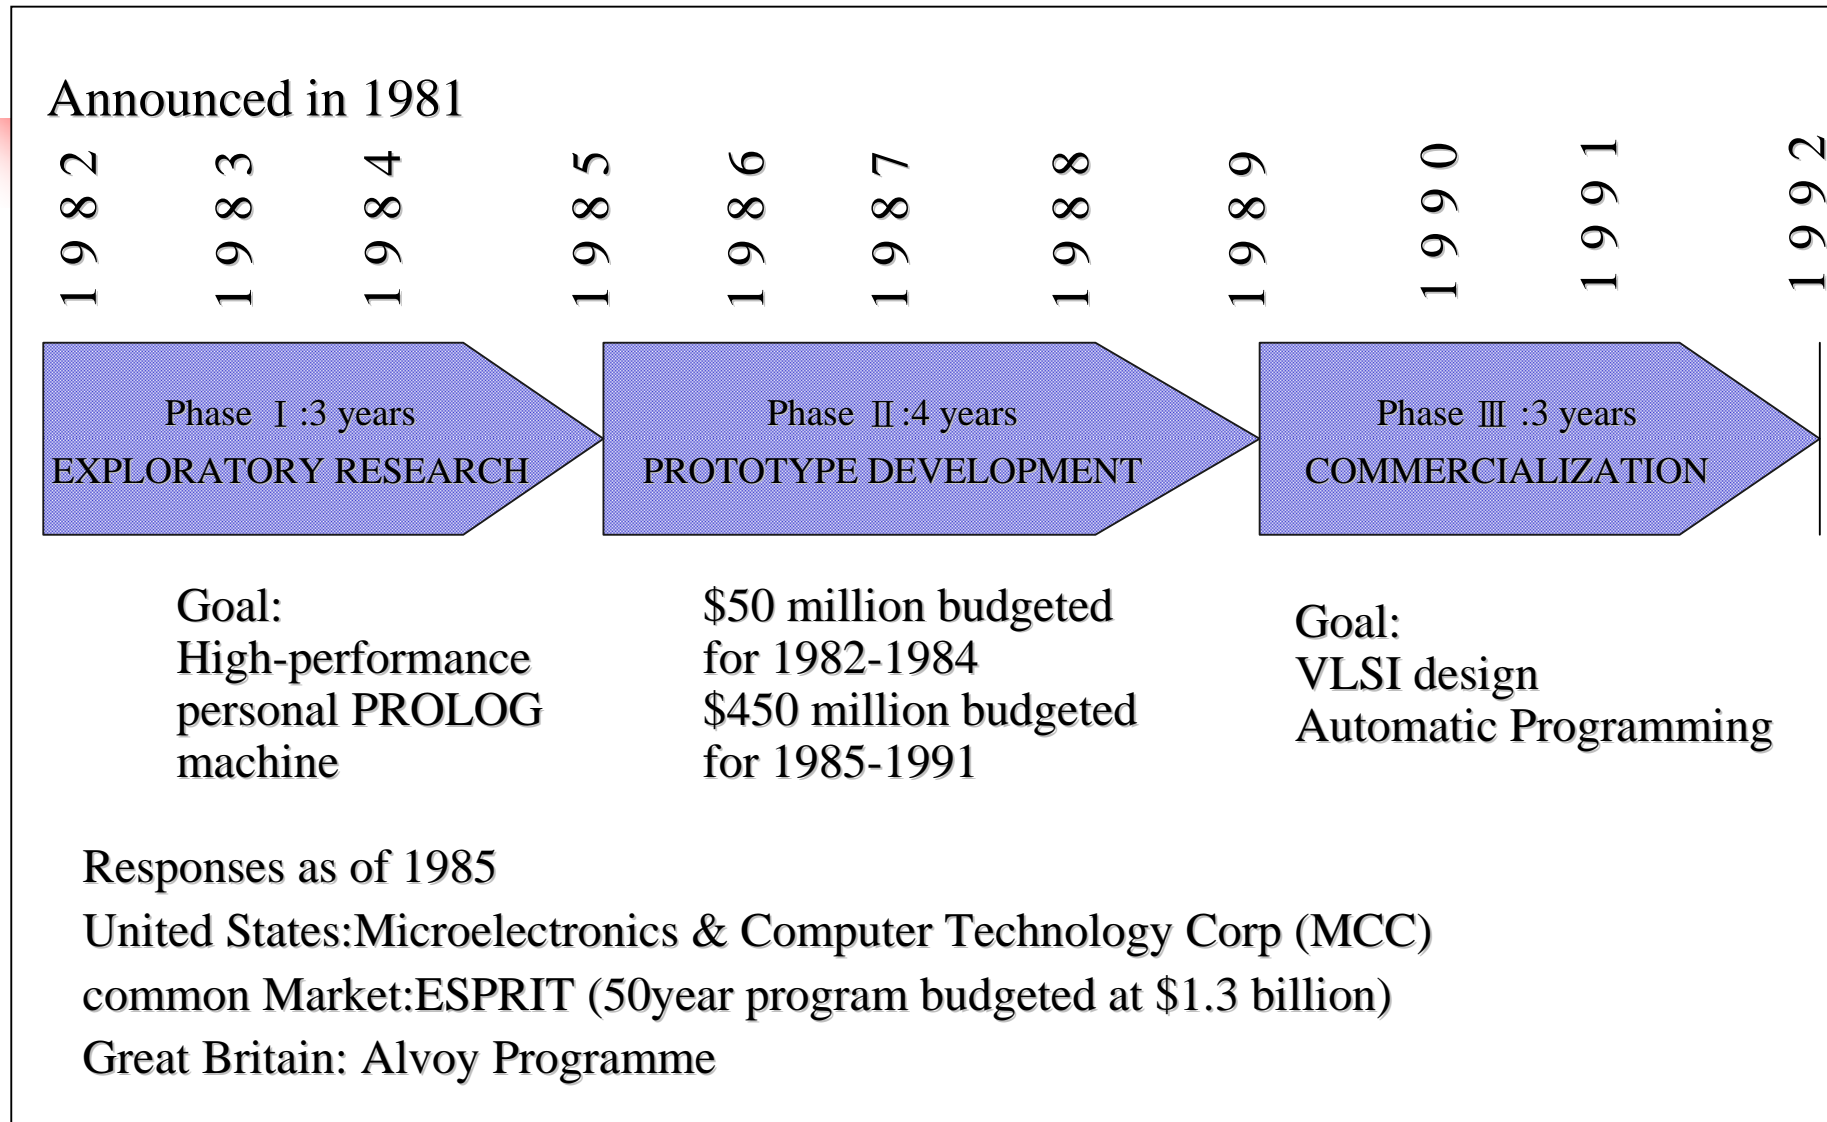 Announced in 1981
1982 1983 1984 1985 1986 1987 1988 1989 1990 1991 1992
Phase Ⅰ :3 years
EXPLORATORY RESEARCH
Phase Ⅱ :4 years
PROTOTYPE DEVELOPMENT
Phase Ⅲ :3 years
COMMERCIALIZATION
Goal:
High-performance
personal PROLOG
machine
$50 million budgeted
for 1982-1984
$450 million budgeted
for 1985-1991
Goal:
VLSI design
Automatic Programming
Responses as of 1985
United States:Microelectronics & Computer Technology Corp (MCC)
common Market:ESPRIT (50year program budgeted at $1.3 billion)
Great Britain: Alvoy Programme